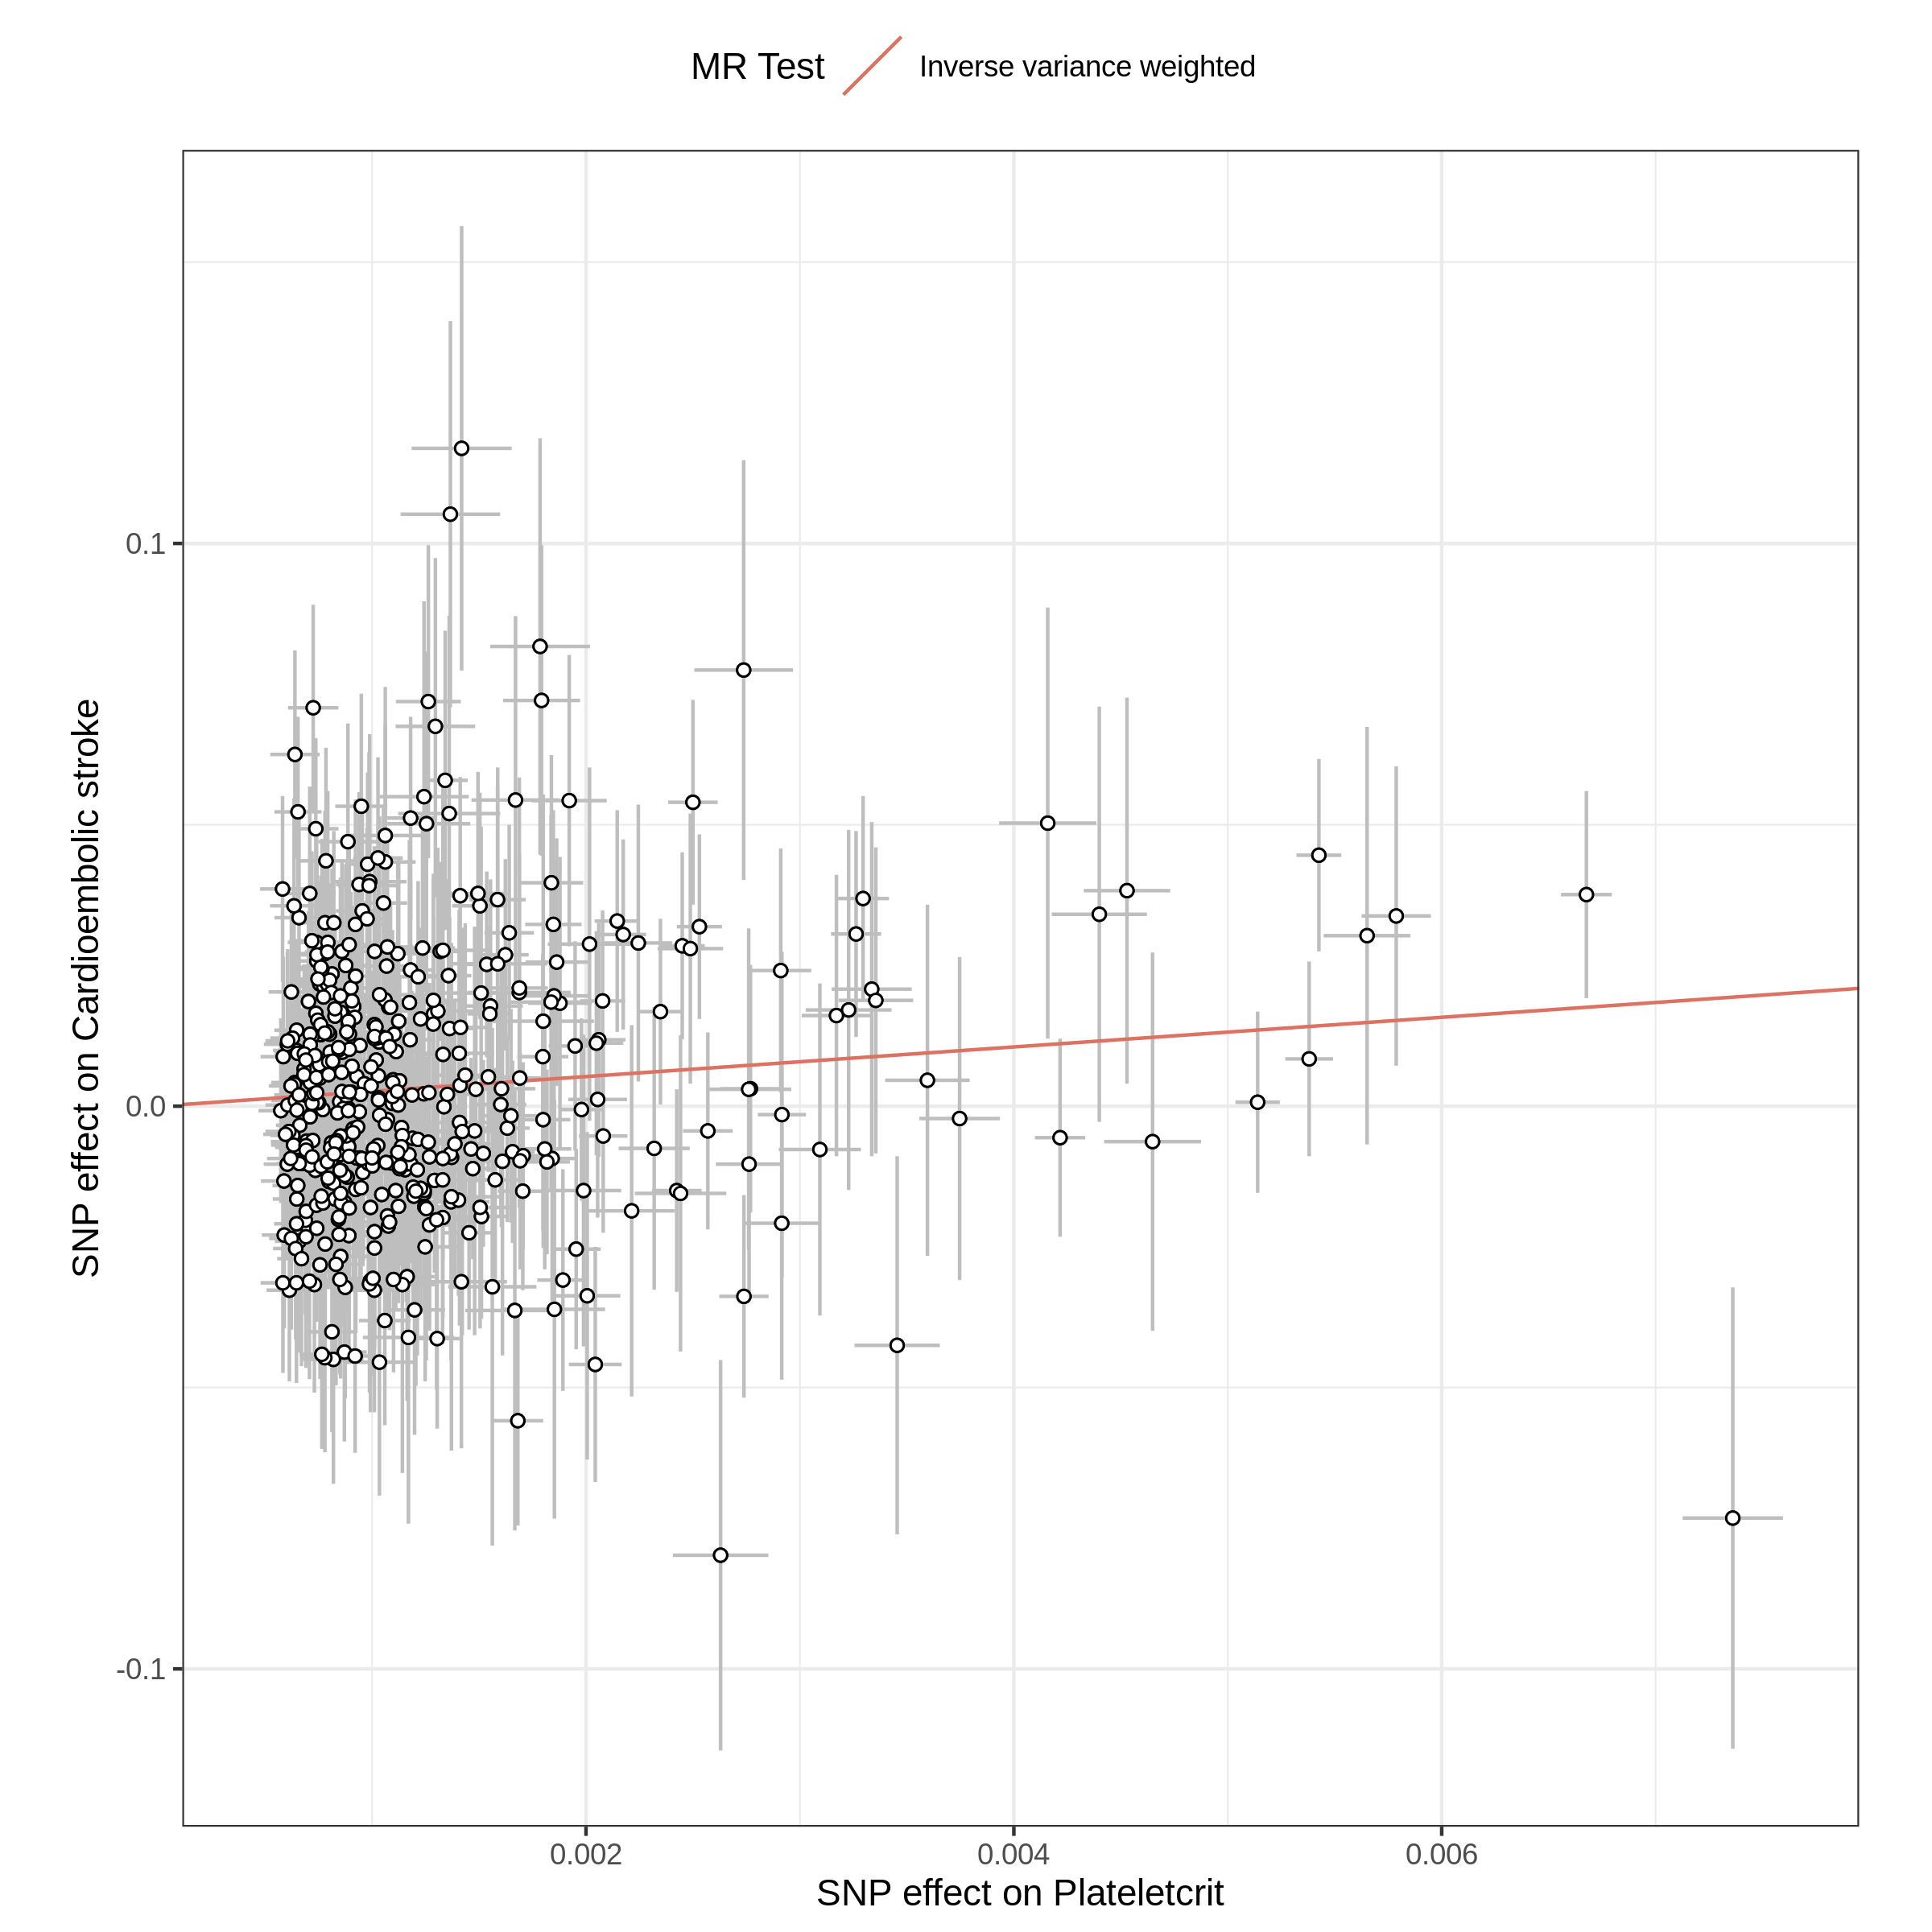 MR Test Inverse variance weighted
SNP effect on Cardioembolic stroke
0.1
0.0
-0.1
0.002 0.004 0.006
SNP effect on Plateletcrit